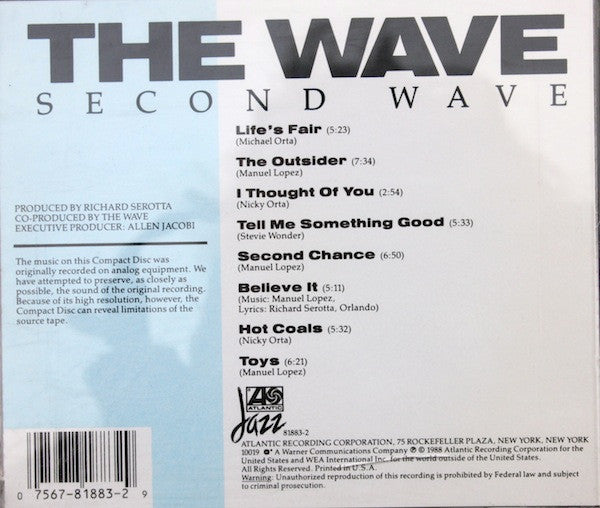 THE WAVE
SECOND WAVE
Life's Fair (5:23)
(Michael Orta)
The Outsider (7:34)
(Manuel Lopez)
I Thought Of You (2:54)
(Nicky Orta)
Tell Me Something Good (5:33)
(Stevie Wonder)
Second Chance (6:50)
(Manuel Lopez)
Believe It (5:11)
(Music: Manuel Lopez,
Lyrics: Richard Serotta, Orlando)
Hot Coals (5:32)
(Nicky Orta)
Toys (6:21)
(Manuel Lopez)
PRODUCED BY RICHARD SEROTTA
CO-PRODUCED BY THE WAVE
EXECUTIVE PRODUCER: ALLEN JACOBI
The music on this Compact Disc was
originally recorded on analog equipment. We
have attempted to preserve, as closely as
possible, the sound of the original recording.
Because of its high resolution, however, the
Compact Disc can reveal limitations of the
source tape.
ATLANTIC
Jazz
81883-2
ATLANTIC RECORDING CORPORATION, 75 ROCKEFELLER PLAZA, NEW YORK, NEW YORK
10019 A Warner Communications Company ℗ © 1988 Atlantic Recording Corporation for the
United States and WEA International Inc. for the world outside of the United States.
All Rights Reserved. Printed in U.S.A.
Warning: Unauthorized reproduction of this recording is prohibited by Federal law and subject
to criminal prosecution.
0 7567-81883-2 9